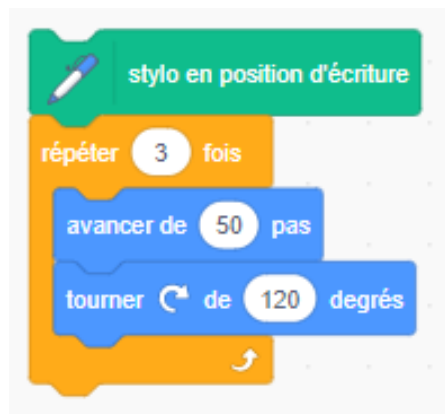 stylo en position d'écriture
répéter 3 fois
avancer de 50 pas
tourner de 120 degrés